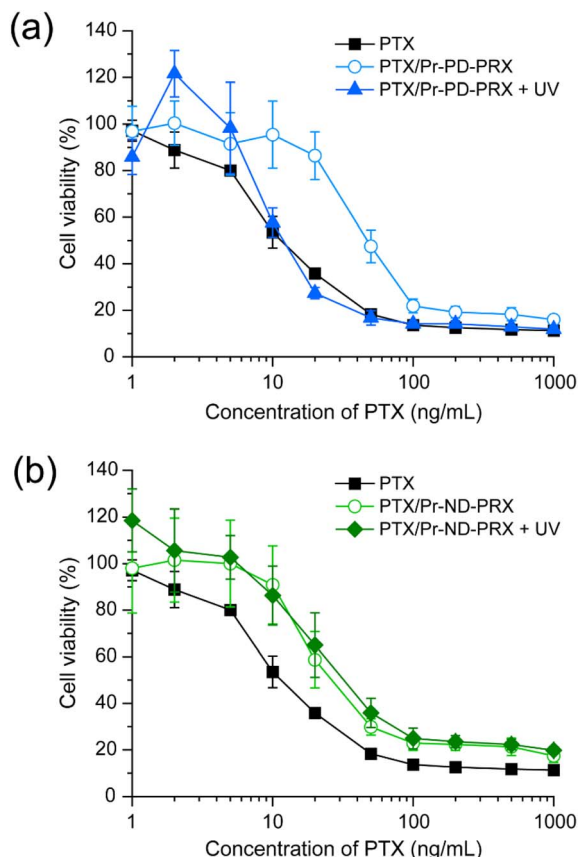 (a)
PTX
PTX/Pr-PD-PRX
PTX/Pr-PD-PRX + UV
Cell viability (%)
140
120
100
80
60
40
20
0
1 10 100 1000
Concentration of PTX (ng/mL)
(b)
PTX
PTX/Pr-ND-PRX
PTX/Pr-ND-PRX + UV
Cell viability (%)
140
120
100
80
60
40
20
0
1 10 100 1000
Concentration of PTX (ng/mL)